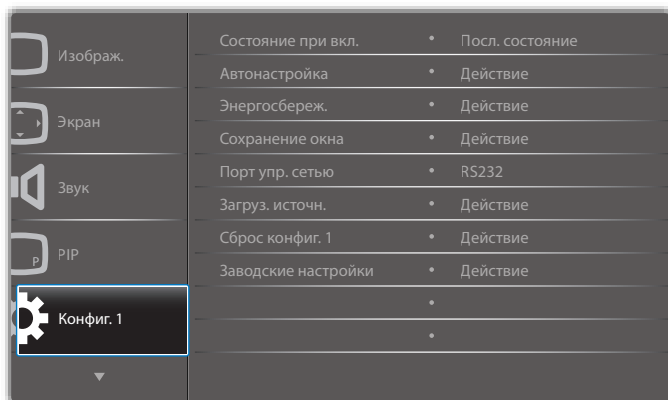 Изображ.
Экран
Звук
P
PIP
Конфиг. 1
Состояние при вкл. • Посл. состояние
Автонастройка • Действие
Энергосбереж. • Действие
Сохранение окна • Действие
Порт упр. сетью • RS232
Загруз. источн. • Действие
Сброс конфиг. 1 • Действие
Заводские настройки • Действие